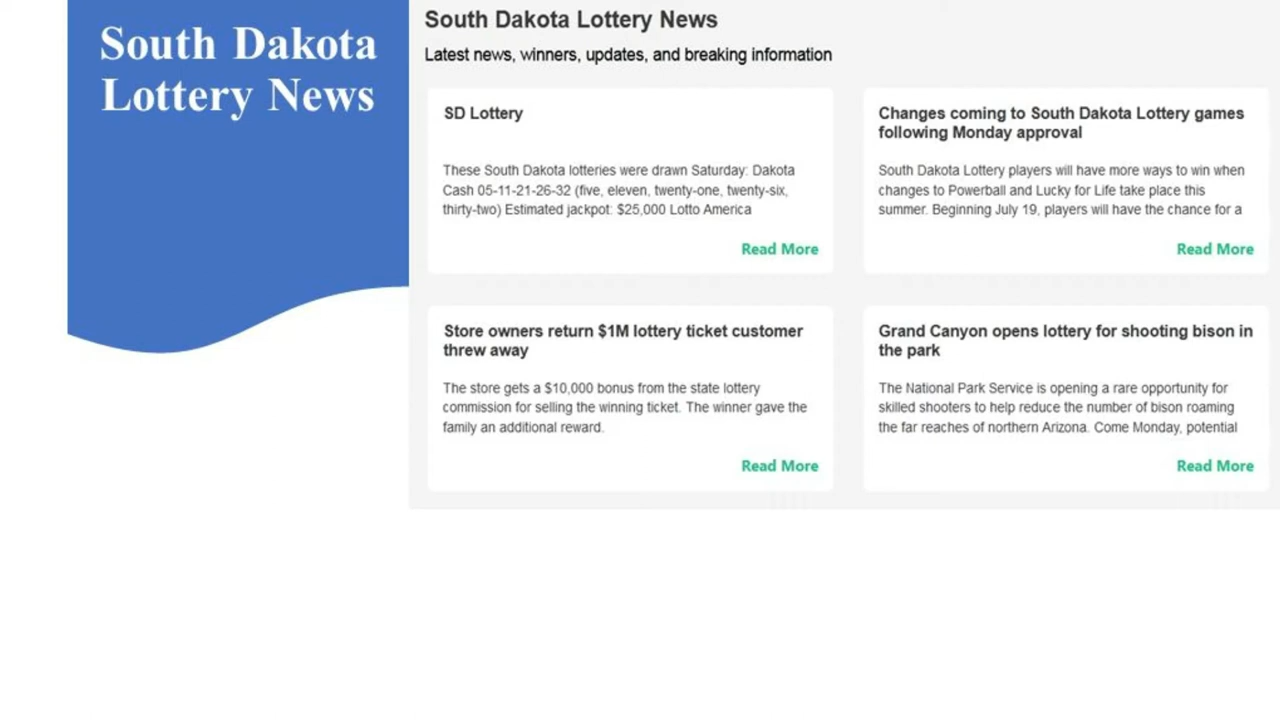 South Dakota
Lottery News
South Dakota Lottery News
Latest news, winners, updates, and breaking information
SD Lottery
These South Dakota lotteries were drawn Saturday: Dakota
Cash 05-11-21-26-32 (five, eleven, twenty-one, twenty-six,
thirty-two) Estimated jackpot: $25,000 Lotto America
Read More
Changes coming to South Dakota Lottery games
following Monday approval
South Dakota Lottery players will have more ways to win when
changes to Powerball and Lucky for Life take place this
summer. Beginning July 19, players will have the chance for a
Read More
Store owners return $1M lottery ticket customer
threw away
The store gets a $10,000 bonus from the state lottery
commission for selling the winning ticket. The winner gave the
family an additional reward.
Read More
Grand Canyon opens lottery for shooting bison in
the park
The National Park Service is opening a rare opportunity for
skilled shooters to help reduce the number of bison roaming
the far reaches of northern Arizona. Come Monday, potential
Read More